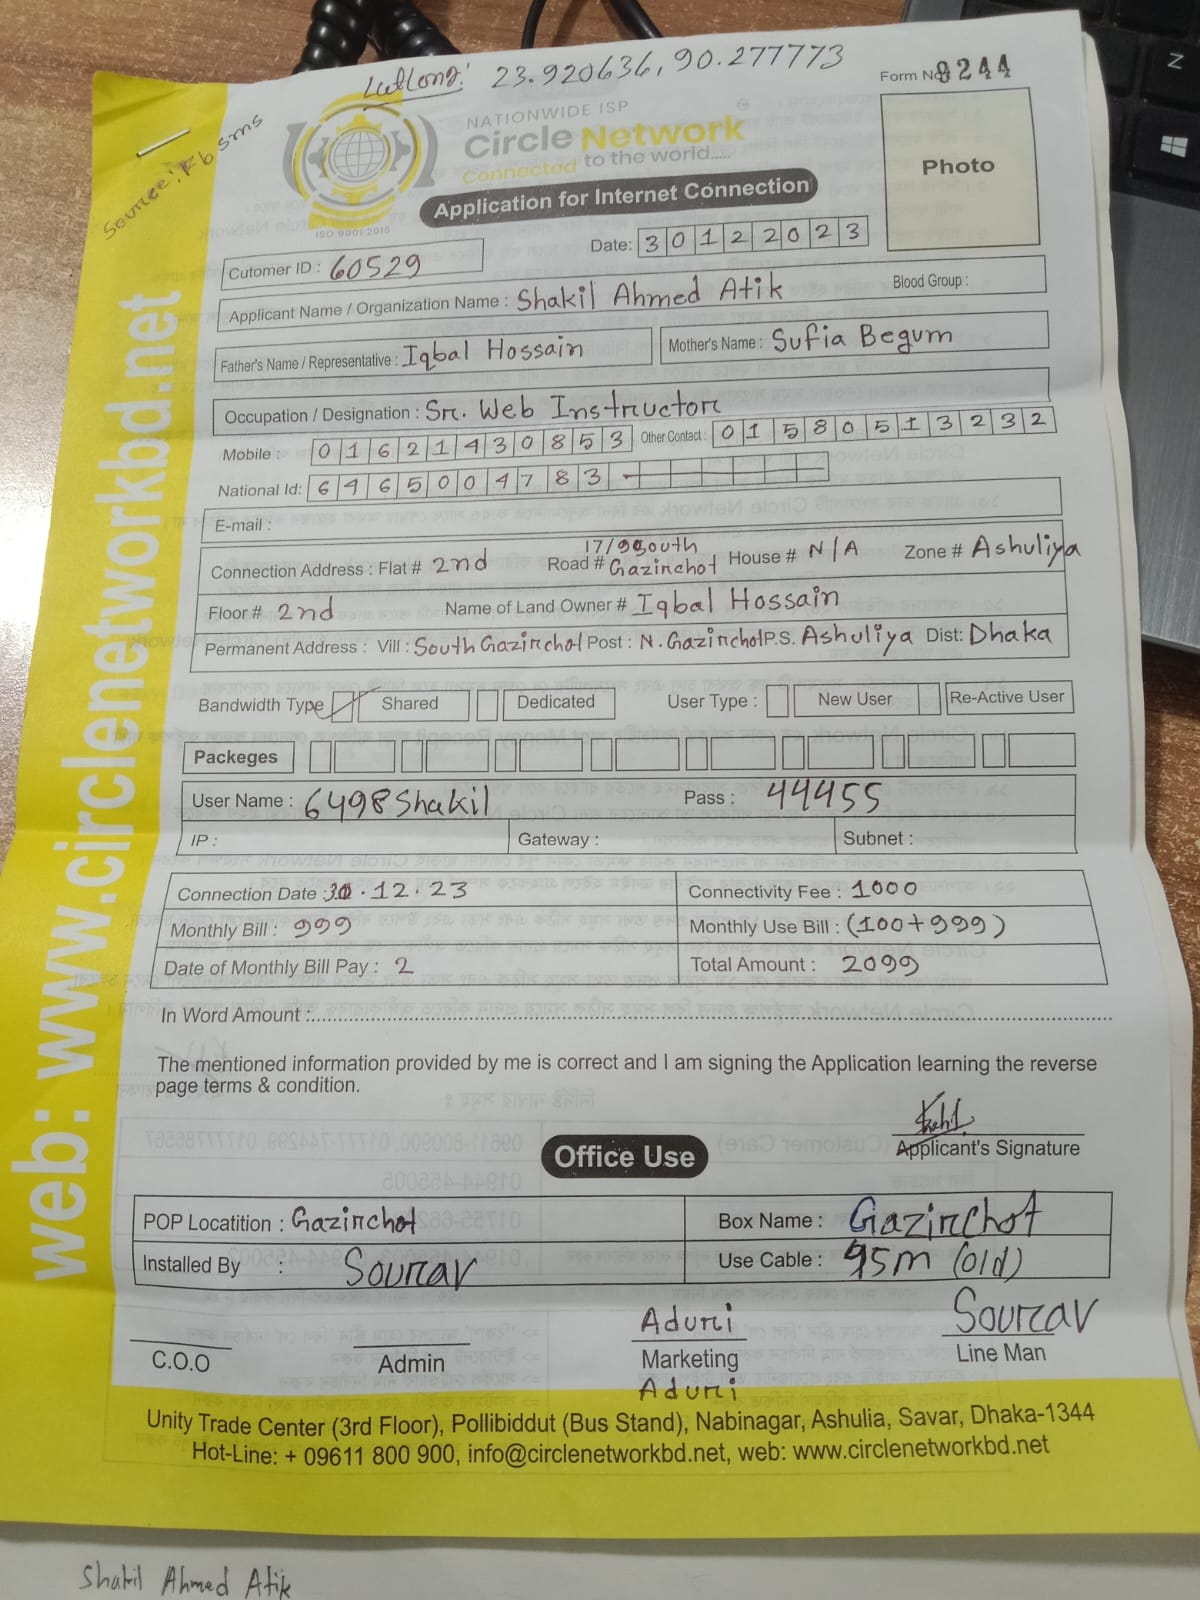 LatLong: 23.920636, 90.277773
Form No 9244
Source: Fb sms
NATIONWIDE ISP
Circle Network
Connected to the world.....
ISO 9001:2015
Application for Internet Connection
Photo
Date: 30122023
Cutomer ID : 60529
Applicant Name / Organization Name : Shakil Ahmed Atik Blood Group :
Father's Name / Representative : Iqbal Hossain Mother's Name : Sufia Begum
Occupation / Designation : Sr. Web Instructor
Mobile : 01621430853 Other Contact : 01580513232
National Id: 6465004783 -
E-mail :
Connection Address : Flat # 2nd Road # 17/ South Gazirchot House # N/A Zone # Ashuliya
Floor # 2nd Name of Land Owner # Iqbal Hossain
Permanent Address : Vill : South Gazirchot Post : N. Gazirchot P.S. Ashuliya Dist: Dhaka
Bandwidth Type Shared Dedicated User Type : New User Re-Active User
Packeges
User Name : 6498Shakil Pass : 44455
IP : Gateway : Subnet :
Connection Date : 30.12.23 Connectivity Fee : 1000
Monthly Bill : 999 Monthly Use Bill : (100+999)
Date of Monthly Bill Pay : 2 Total Amount : 2099
In Word Amount :
The mentioned information provided by me is correct and I am signing the Application learning the reverse
page terms & condition.
Applicant's Signature
Office Use
POP Locatition : Gazirchot Box Name : Gazirchot
Installed By : Sourav Use Cable : 95m (old)
Aduri Sourav
C.O.O Admin Marketing Line Man
Aduri
Unity Trade Center (3rd Floor), Pollibiddut (Bus Stand), Nabinagar, Ashulia, Savar, Dhaka-1344
Hot-Line: + 09611 800 900, info@circlenetworkbd.net, web: www.circlenetworkbd.net
web: www.circlenetworkbd.net
Shakil Ahmed Atik